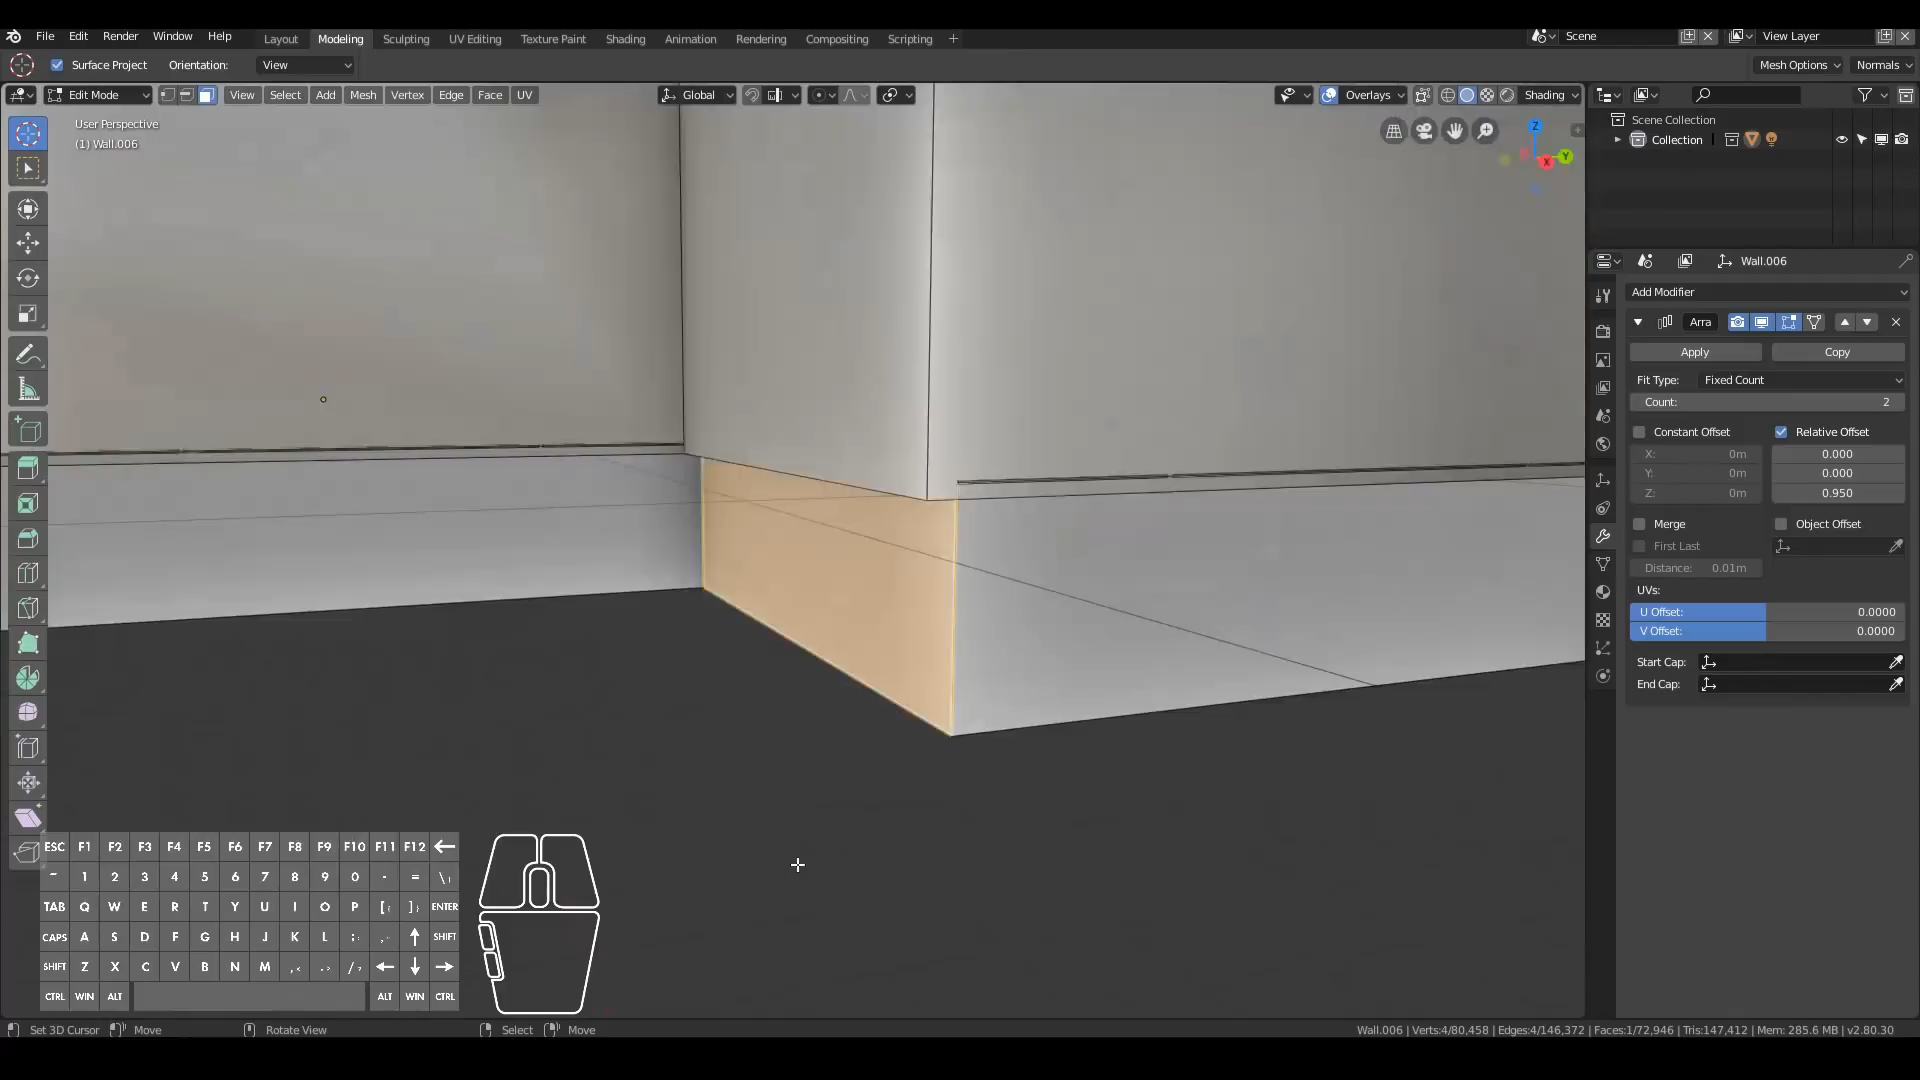 File Edit Render Window Help Layout Modeling Sculpting UV Editing Texture Paint Shading Animation Rendering Compositing Scripting + Scene View Layer
Surface Project Orientation: View Mesh Options Normals
Edit Mode View Select Add Mesh Vertex Edge Face UV Global Overlays Shading
User Perspective
(1) Wall.006
Z
Y
X
Scene Collection
Collection
Wall.006
Add Modifier
Arra
Apply Copy
Fit Type: Fixed Count
Count: 2
Constant Offset Relative Offset
X: 0m 0.000
Y: 0m 0.000
Z: 0m 0.950
Merge Object Offset
First Last
Distance: 0.01m
UVs:
U Offset: 0.0000
V Offset: 0.0000
Start Cap:
End Cap:
ESC F1 F2 F3 F4 F5 F6 F7 F8 F9 F10 F11 F12 ←
~ 1 2 3 4 5 6 7 8 9 0 - = \|
TAB Q W E R T Y U I O P [{ ]} ENTER
CAPS A S D F G H J K L ;: ↑ SHIFT
SHIFT Z X C V B N M ,< .> /? ← ↓ →
CTRL WIN ALT ALT WIN CTRL
Set 3D Cursor Move Rotate View Select Move Wall.006 | Verts:4/80,458 | Edges:4/146,372 | Faces:1/72,946 | Tris:147,412 | Mem: 285.6 MB | v2.80.30